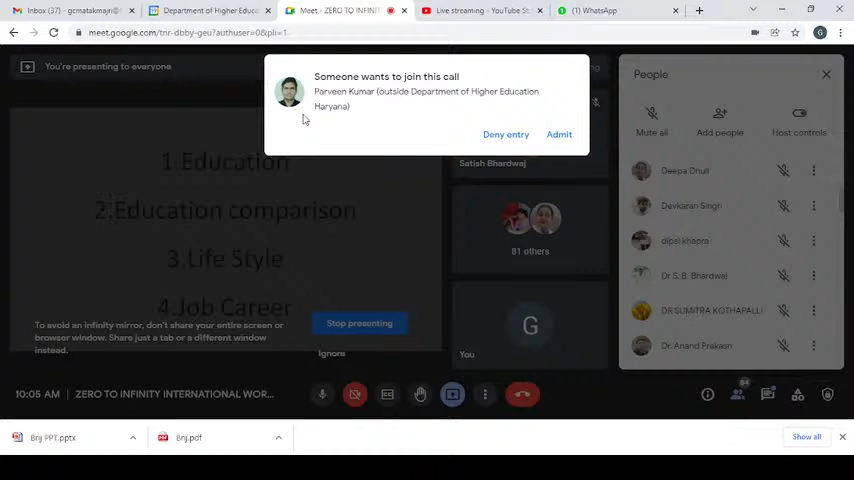 Inbox (37) - gcmatakmajri@
Department of Higher Educa
Meet - ZERO TO INFINIT
Live streaming - YouTube St
(1) WhatsApp
meet.google.com/tnr-dbby-geu?authuser=0&pli=1
G
You're presenting to everyone
Someone wants to join this call
Parveen Kumar (outside Department of Higher Education
Haryana)
Deny entry
Admit
1.Education
2.Education comparison
3.Life Style
4.Job Career
To avoid an infinity mirror, don't share your entire screen or
browser window. Share just a tab or a different window
instead.
Stop presenting
Ignore
Satish Bhardwaj
81 others
G
You
People
Mute all
Add people
Host controls
Deepa Dhull
Devkaran Singh
dipal khapra
Dr S. B. Bhardwaj
DR SUMITRA KOTHAPALLI
Dr. Anand Prakash
10:05 AM
ZERO TO INFINITY INTERNATIONAL WOR...
84
Brij PPT.pptx
Brij.pdf
Show all